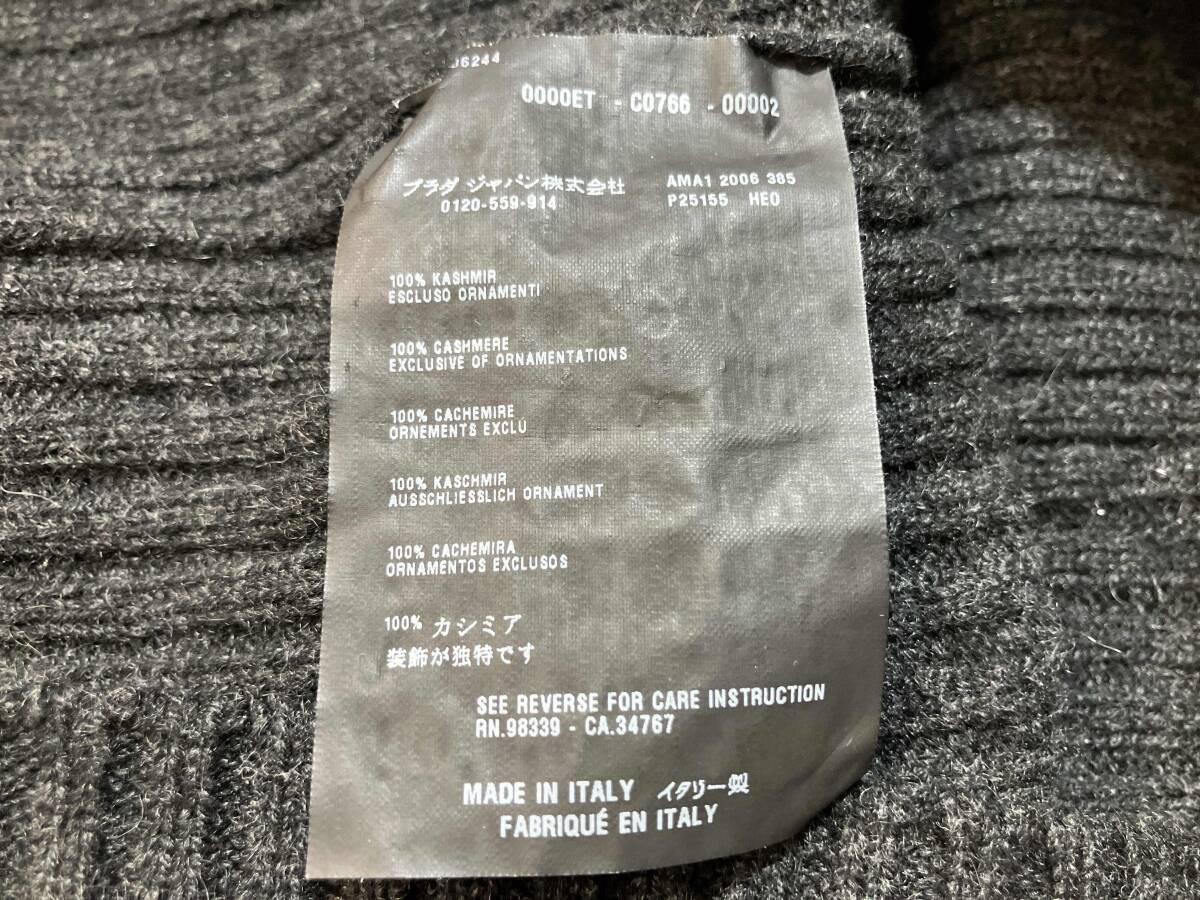 06244
0000ET - C0766 - 00002
プラダ ジャパン株式会社
0120-559-914
AMA1 2006 385
P25155 HE0
100% KASHMIR
ESCLUSO ORNAMENTI
100% CASHMERE
EXCLUSIVE OF ORNAMENTATIONS
100% CACHEMIRE
ORNEMENTS EXCLU
100% KASCHMIR
AUSSCHLIESSLICH ORNAMENT
100% CACHEMIRA
ORNAMENTOS EXCLUSOS
100% カシミア
装飾が独特です
SEE REVERSE FOR CARE INSTRUCTION
RN.98339 - CA.34767
MADE IN ITALY イタリー製
FABRIQUÉ EN ITALY